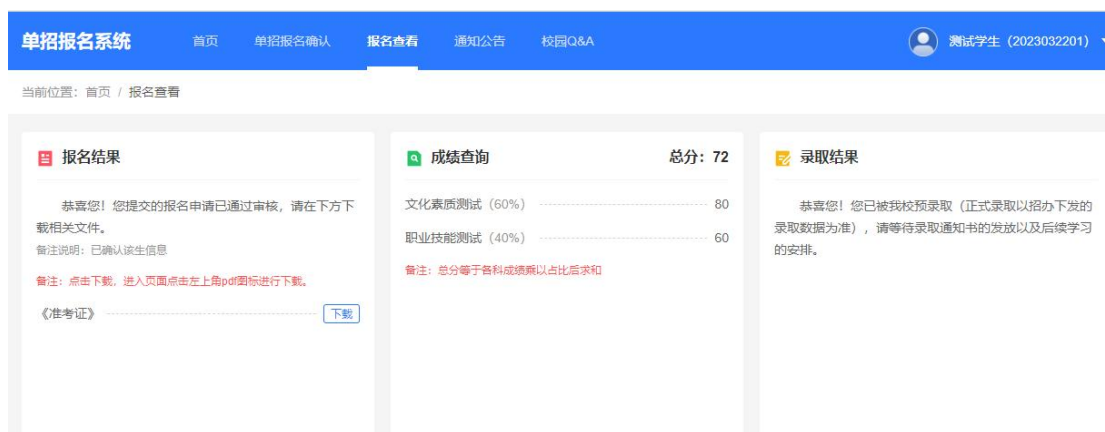 单招报名系统
首页
单招报名确认
报名查看
通知公告
校园Q&A
测试学生（2023032201）
当前位置：首页 / 报名查看
报名结果
恭喜您！您提交的报名申请已通过审核，请在下方下
载相关文件。
备注说明：已确认该生信息
备注：点击下载，进入页面点击左上角pdf图标进行下载。
《准考证》
下载
成绩查询
总分：72
文化素质测试（60%） 80
职业技能测试（40%） 60
备注：总分等于各科成绩乘以占比后求和
录取结果
恭喜您！您已被我校预录取（正式录取以招办下发的
录取数据为准），请等待录取通知书的发放以及后续学习
的安排。